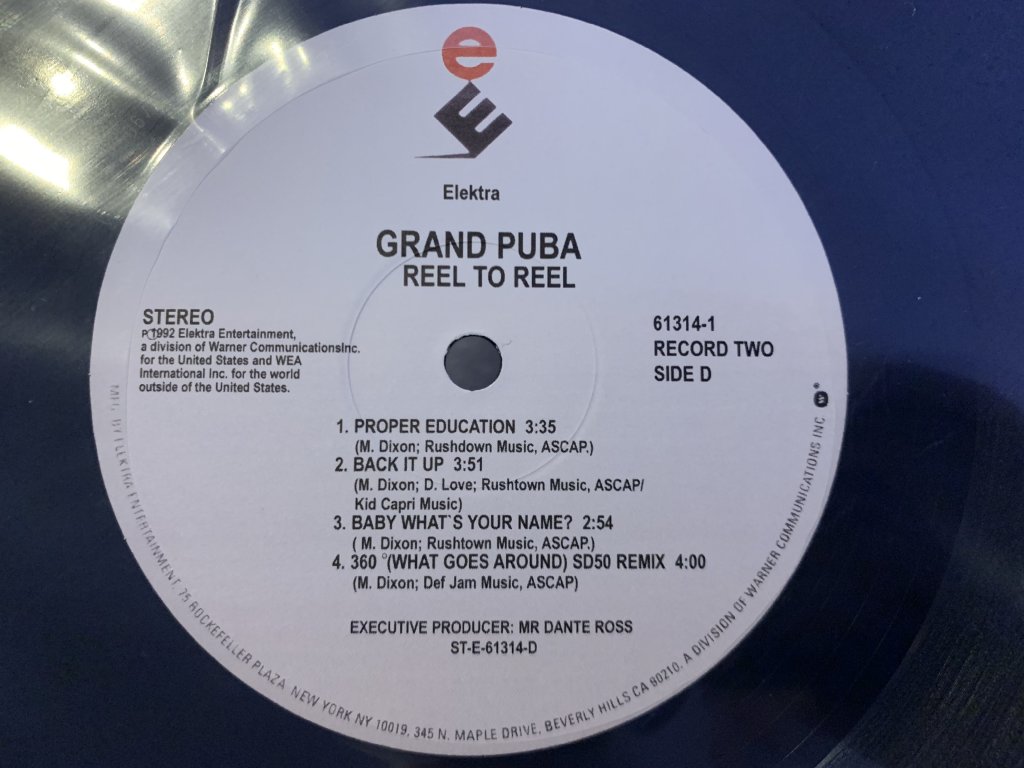 e
E
Elektra
GRAND PUBA
REEL TO REEL
STEREO
℗1992 Elektra Entertainment,
a division of Warner CommunicationsInc.
for the United States and WEA
International Inc. for the world
outside of the United States.
61314-1
RECORD TWO
SIDE D
1. PROPER EDUCATION 3:35
(M. Dixon; Rushdown Music, ASCAP.)
2. BACK IT UP 3:51
(M. Dixon; D. Love; Rushtown Music, ASCAP/
Kid Capri Music)
3. BABY WHAT`S YOUR NAME? 2:54
( M. Dixon; Rushtown Music, ASCAP.)
4. 360 °(WHAT GOES AROUND) SD50 REMIX 4:00
(M. Dixon; Def Jam Music, ASCAP)
EXECUTIVE PRODUCER: MR DANTE ROSS
ST-E-61314-D
MFG. BY ELEKTRA ENTERTAINMENT, 75 ROCKEFELLER PLAZA, NEW YORK NY 10019, 345 N. MAPLE DRIVE, BEVERLY HILLS CA 90210, A DIVISION OF WARNER COMMUNICATIONS INC W ®